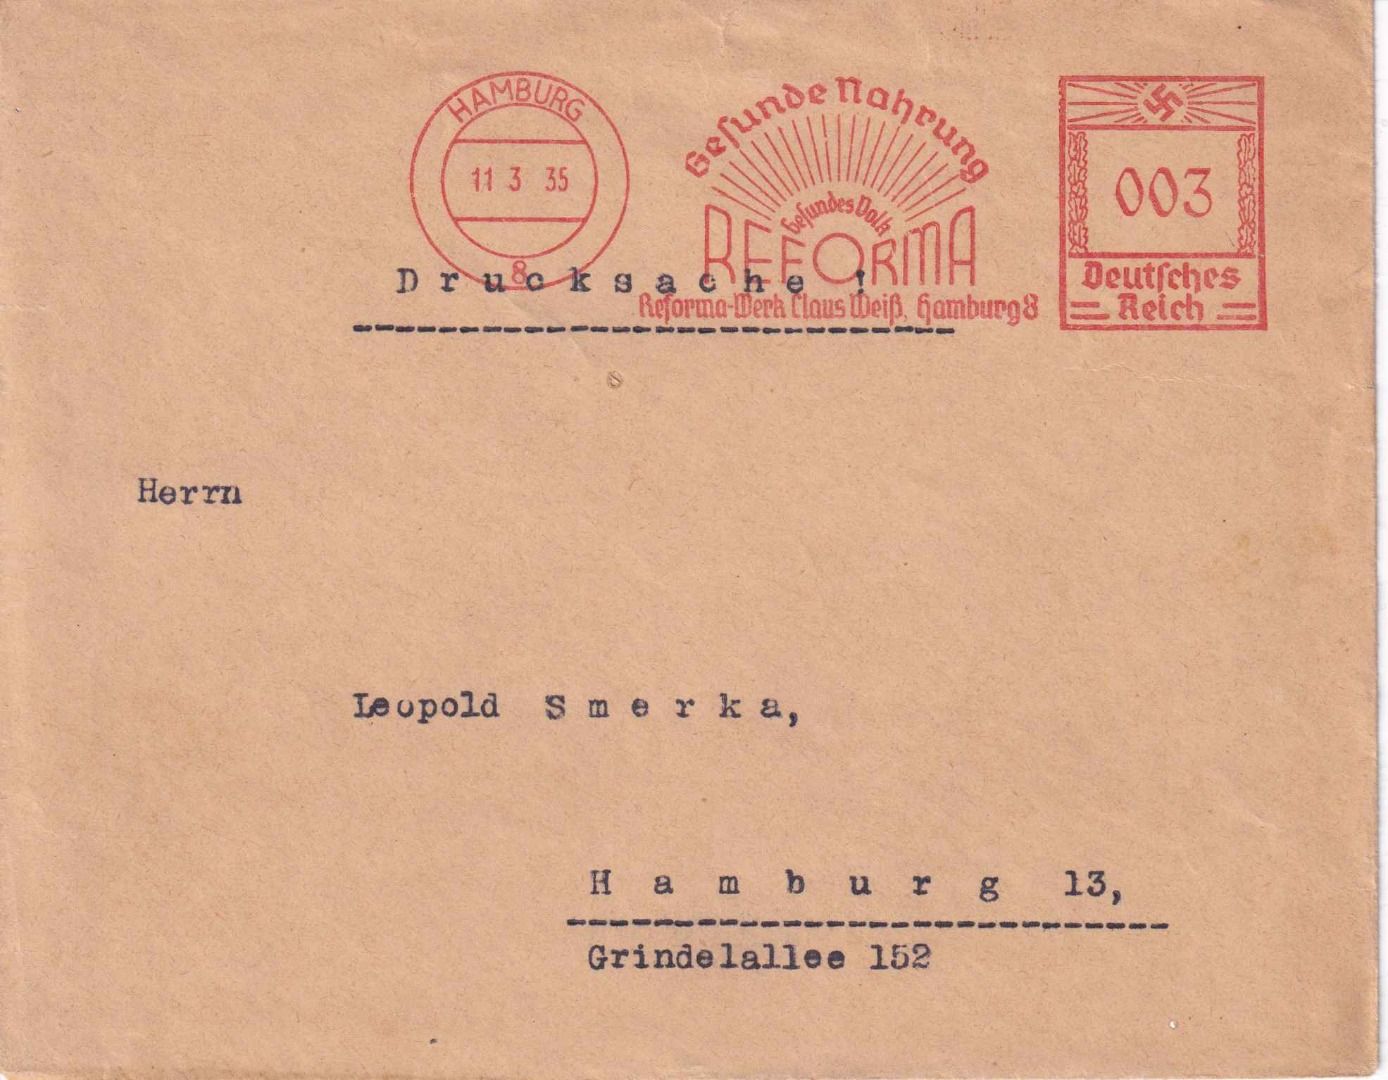 HAMBURG
11 3 35
8
Gesunde Nahrung
Gesundes Volk
REFORMA
Reforma-Werk Claus Weiß, Hamburg 8
003
Deutsches
Reich
Drucksache !
Herrn
Leopold Smerka,
Hamburg 13,
Grindelallee 152